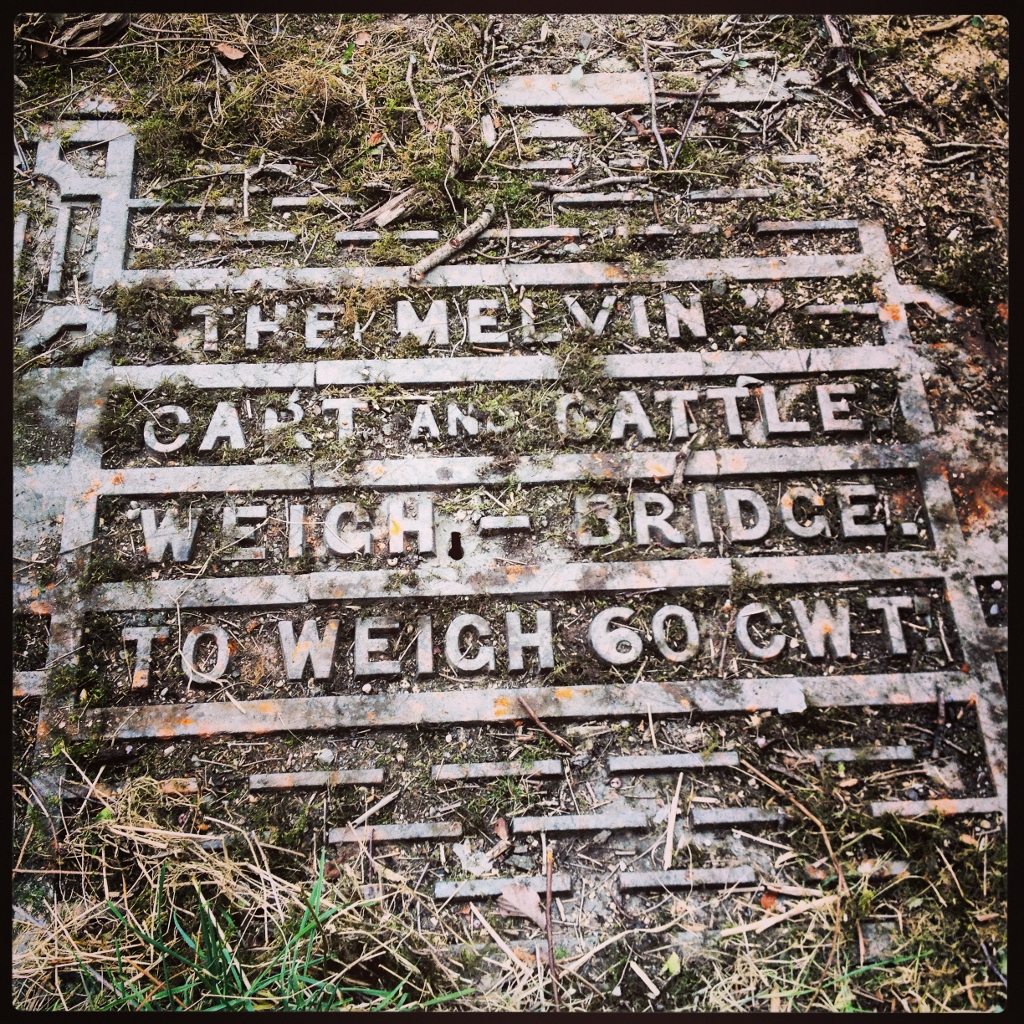 "THE MELVIN."
CART AND CATTLE.
WEIGH - BRIDGE.
TO WEIGH 60 CWT.